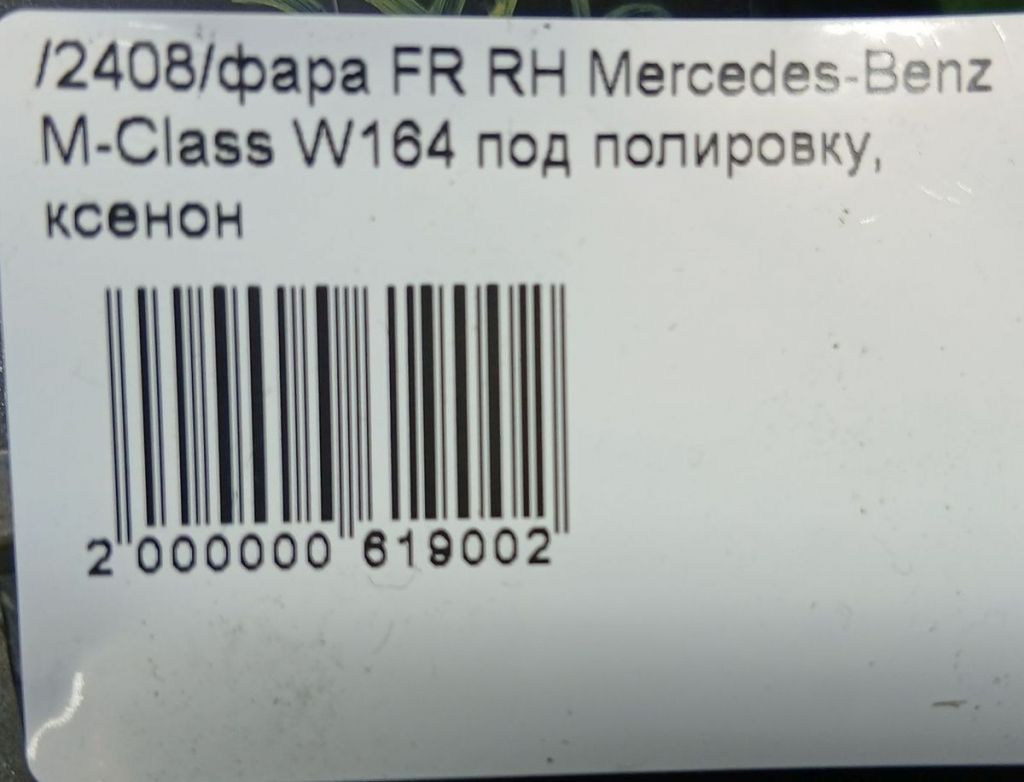 /2408/фара FR RH Mercedes-Benz
M-Class W164 под полировку,
ксенон
2 000000 619002